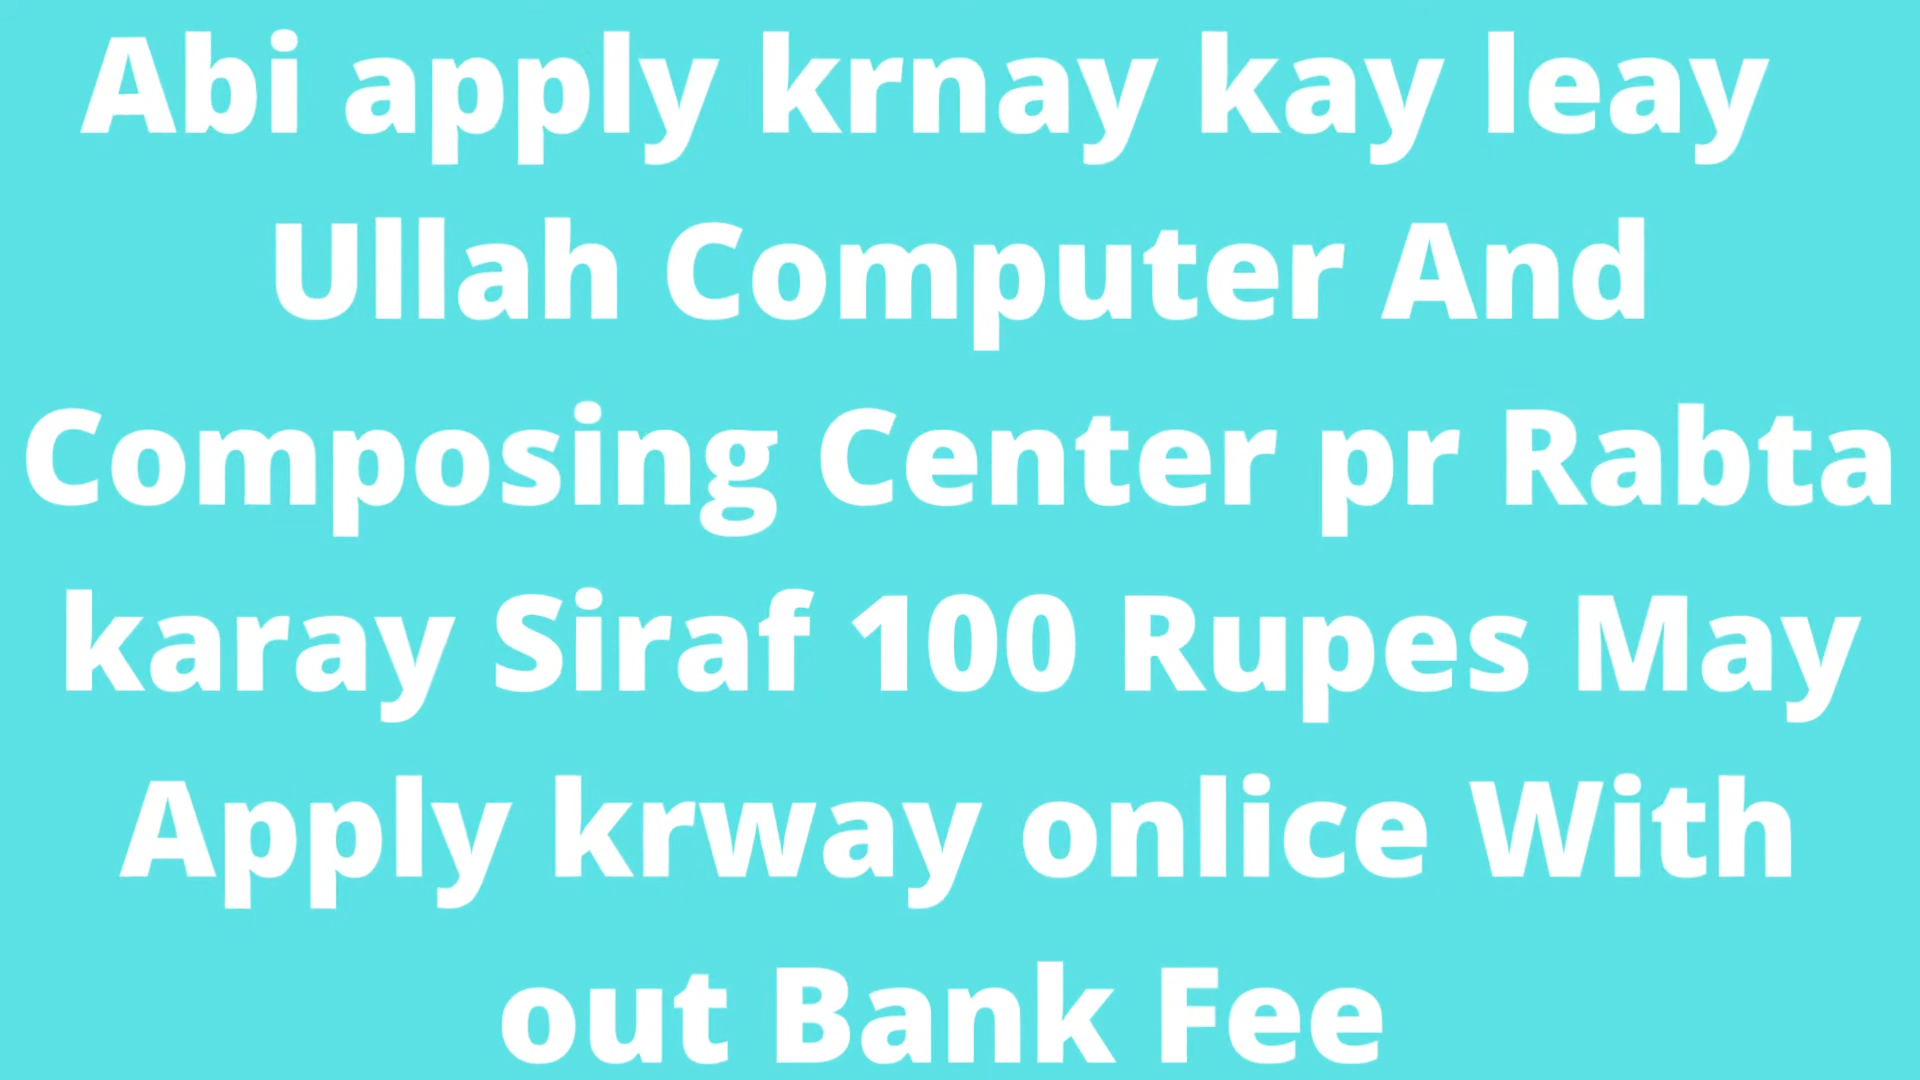 Abi apply krnay kay leay
Ullah Computer And
Composing Center pr Rabta
karay Siraf 100 Rupes May
Apply krway onlice With
out Bank Fee